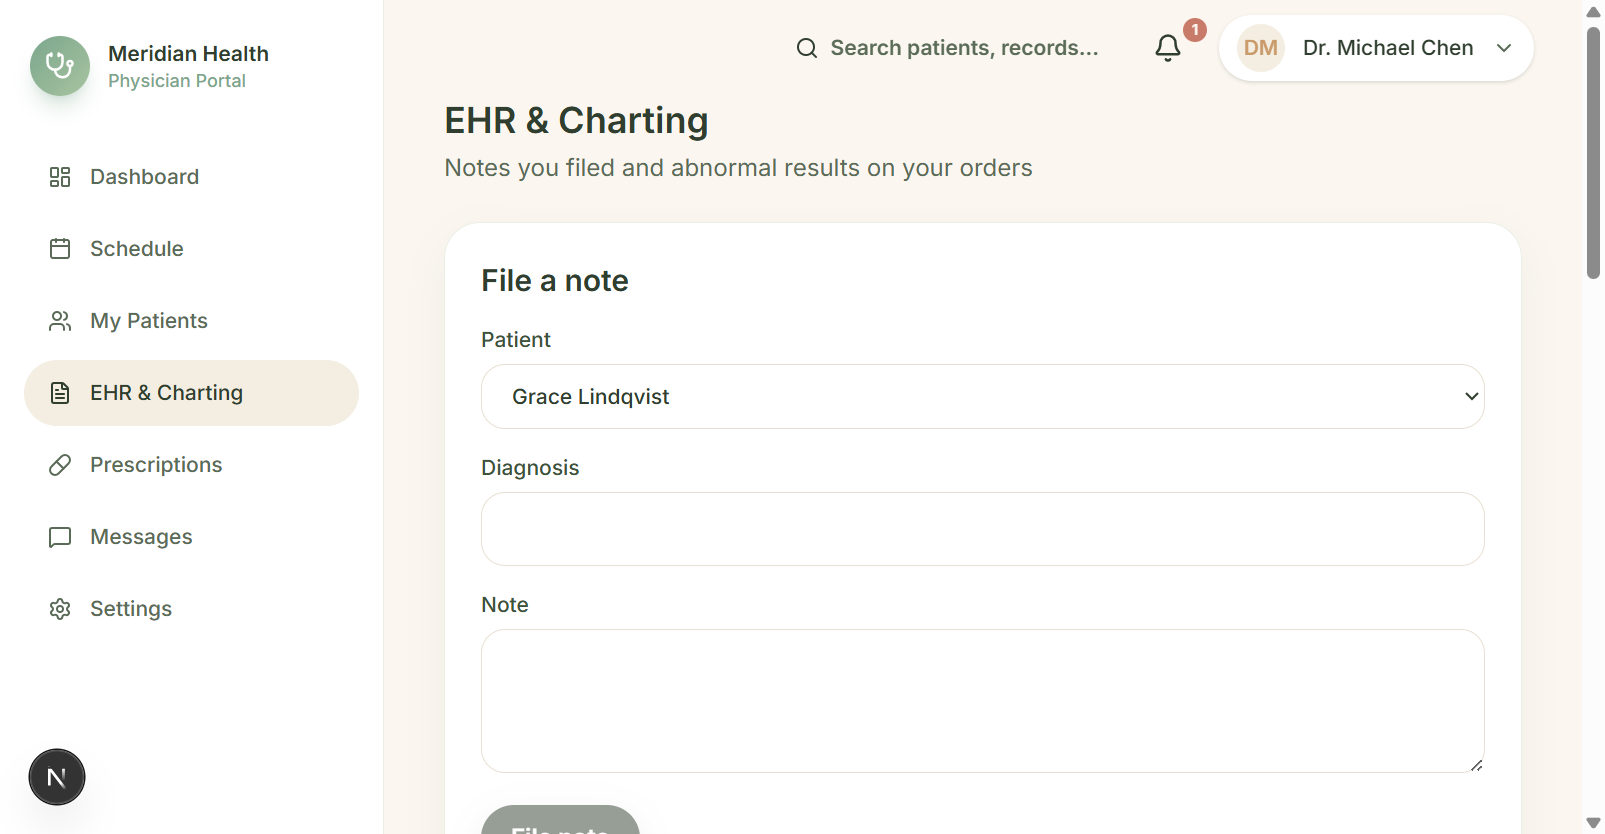 Meridian Health
Physician Portal
Dashboard
Schedule
My Patients
EHR & Charting
Prescriptions
Messages
Settings
N
Search patients, records...
1
DM
Dr. Michael Chen
EHR & Charting
Notes you filed and abnormal results on your orders
File a note
Patient
Grace Lindqvist
Diagnosis
Note
File note